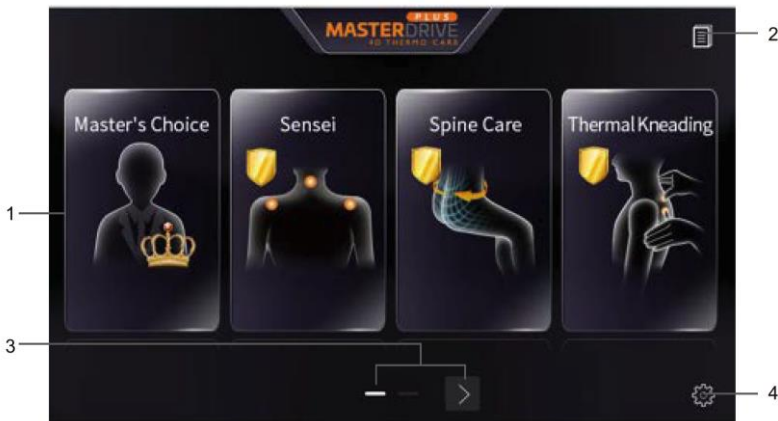 PLUS
MASTERDRIVE
4D THERMO CARE
2
Master's Choice
Sensei
Spine Care
Thermal Kneading
1
3
4